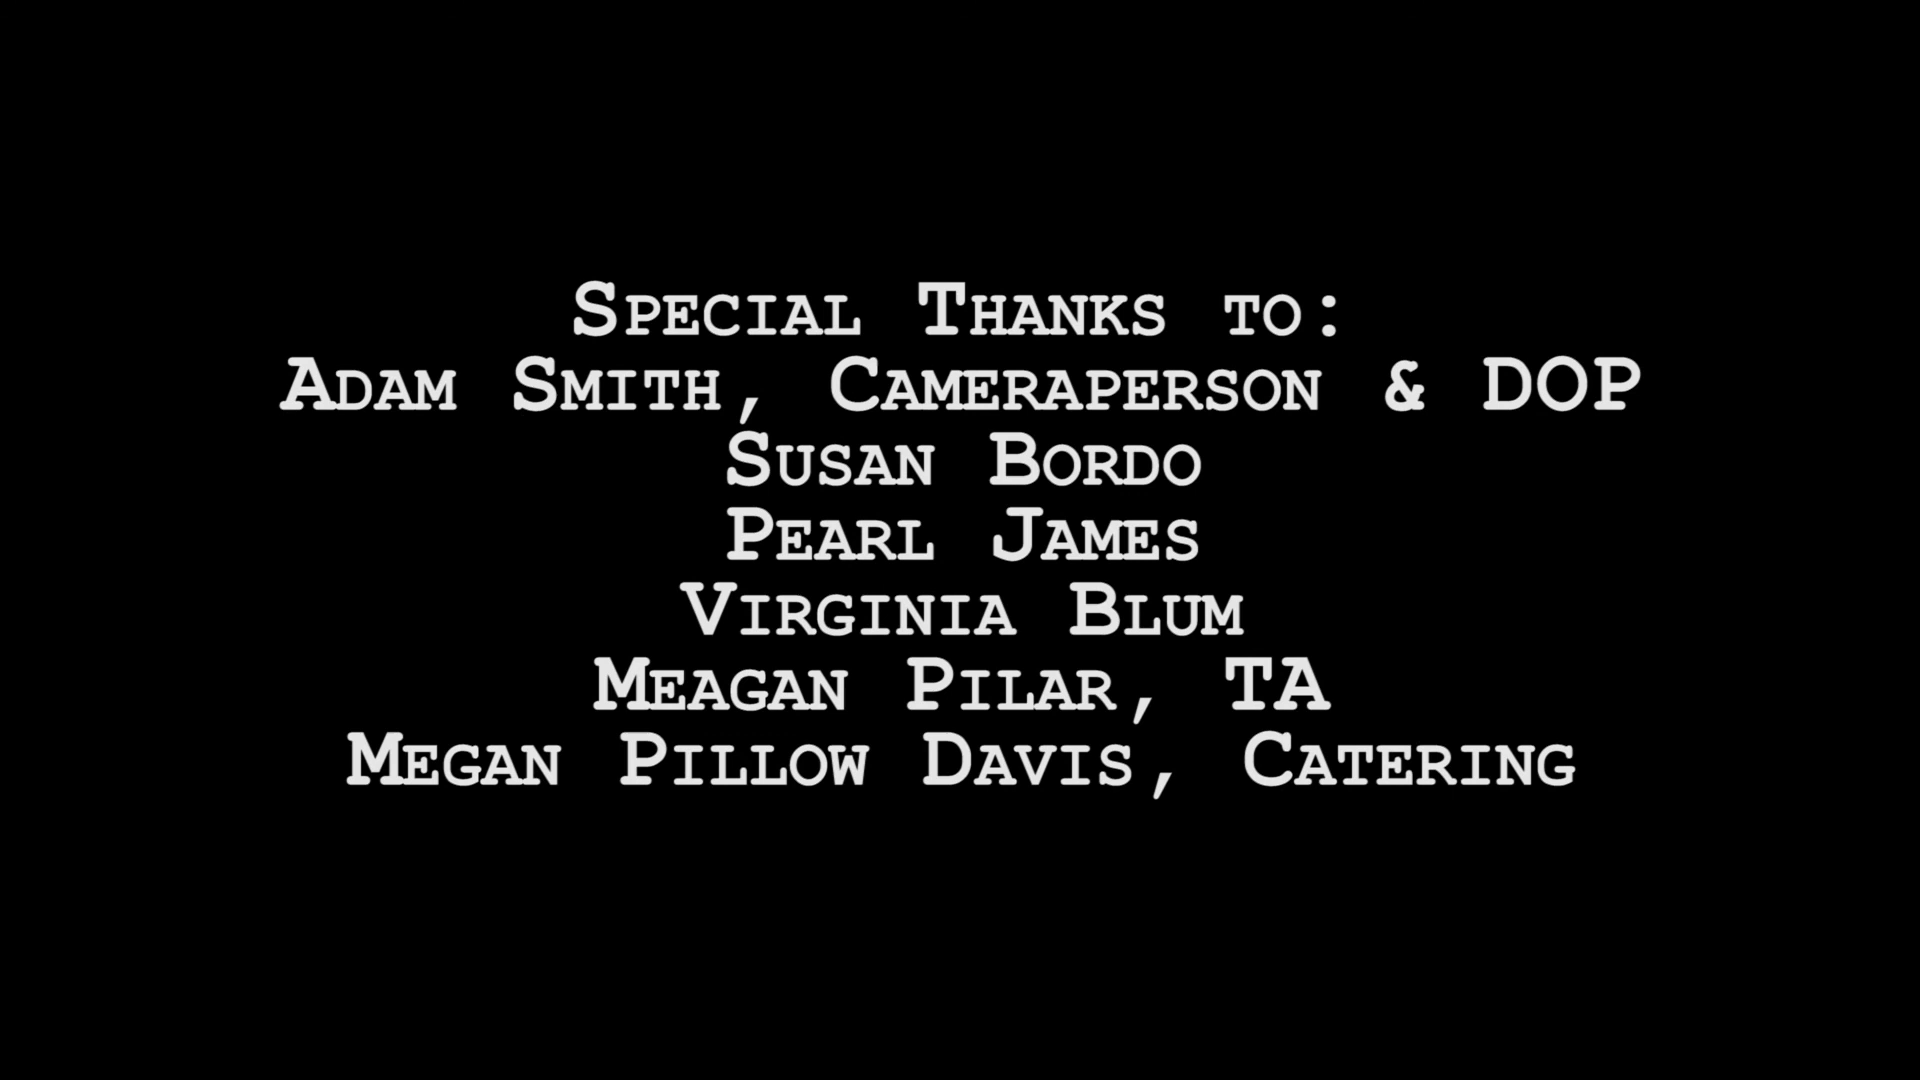 Special Thanks to:
Adam Smith, Cameraperson & DOP
Susan Bordo
Pearl James
Virginia Blum
Meagan Pilar, TA
Megan Pillow Davis, Catering